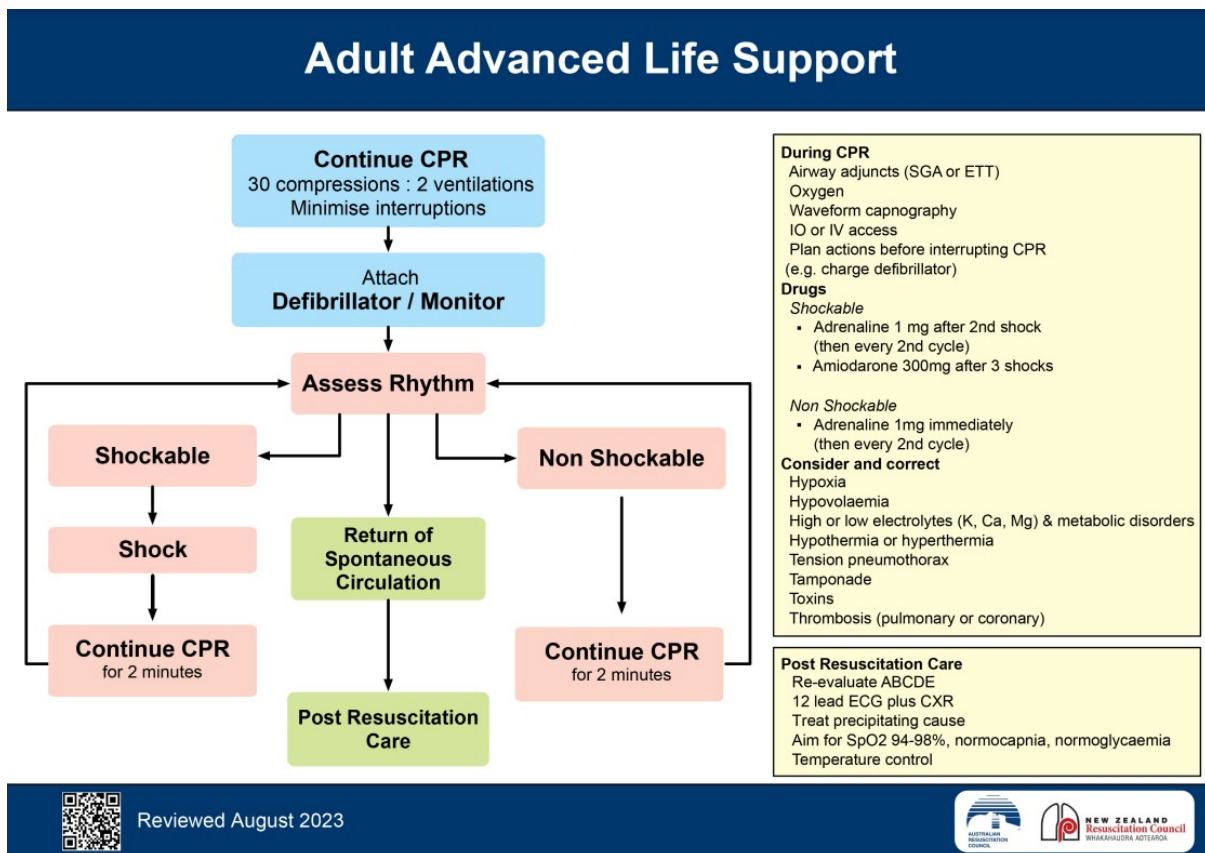 Adult Advanced Life Support
Continue CPR
30 compressions : 2 ventilations
Minimise interruptions
Attach
Defibrillator / Monitor
Assess Rhythm
Shockable
Non Shockable
Shock
Return of
Spontaneous
Circulation
Continue CPR
for 2 minutes
Continue CPR
for 2 minutes
Post Resuscitation
Care
During CPR
Airway adjuncts (SGA or ETT)
Oxygen
Waveform capnography
IO or IV access
Plan actions before interrupting CPR
(e.g. charge defibrillator)
Drugs
Shockable
▪ Adrenaline 1 mg after 2nd shock
(then every 2nd cycle)
▪ Amiodarone 300mg after 3 shocks
Non Shockable
▪ Adrenaline 1mg immediately
(then every 2nd cycle)
Consider and correct
Hypoxia
Hypovolaemia
High or low electrolytes (K, Ca, Mg) & metabolic disorders
Hypothermia or hyperthermia
Tension pneumothorax
Tamponade
Toxins
Thrombosis (pulmonary or coronary)
Post Resuscitation Care
Re-evaluate ABCDE
12 lead ECG plus CXR
Treat precipitating cause
Aim for SpO2 94-98%, normocapnia, normoglycaemia
Temperature control
Reviewed August 2023
AUSTRALIAN
RESUSCITATION
COUNCIL
NEW ZEALAND
Resuscitation Council
WHAKAHAUORA AOTEAROA